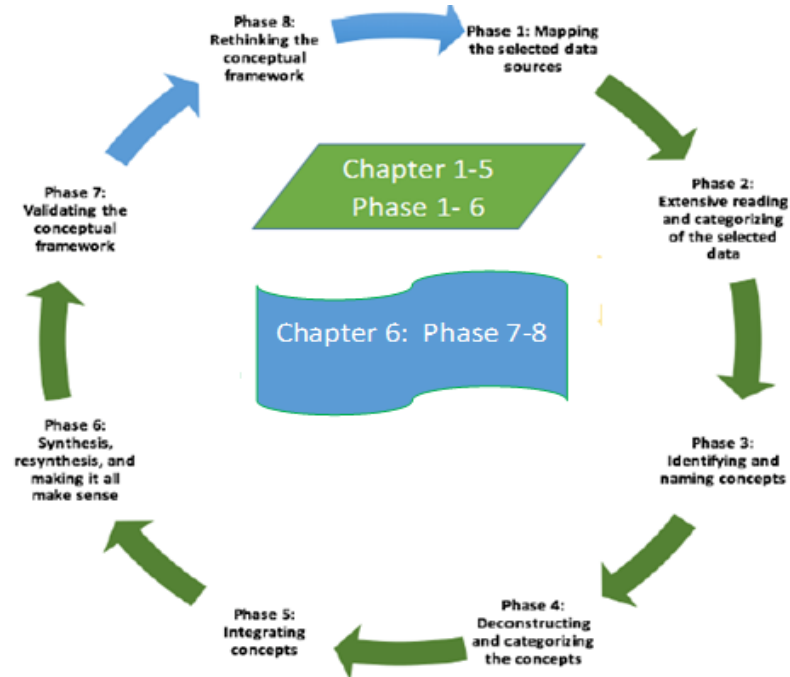 Phase 8:
Rethinking the
conceptual
framework
Phase 1: Mapping
the selected data
sources
Chapter 1-5
Phase 1- 6
Phase 2:
Extensive reading
and categorizing
of the selected
data
Phase 7:
Validating the
conceptual
framework
Chapter 6:  Phase 7-8
Phase 3:
Identifying and
naming concepts
Phase 6:
Synthesis,
resynthesis, and
making it all
make sense
Phase 4:
Deconstructing
and categorizing
the concepts
Phase 5:
Integrating
concepts